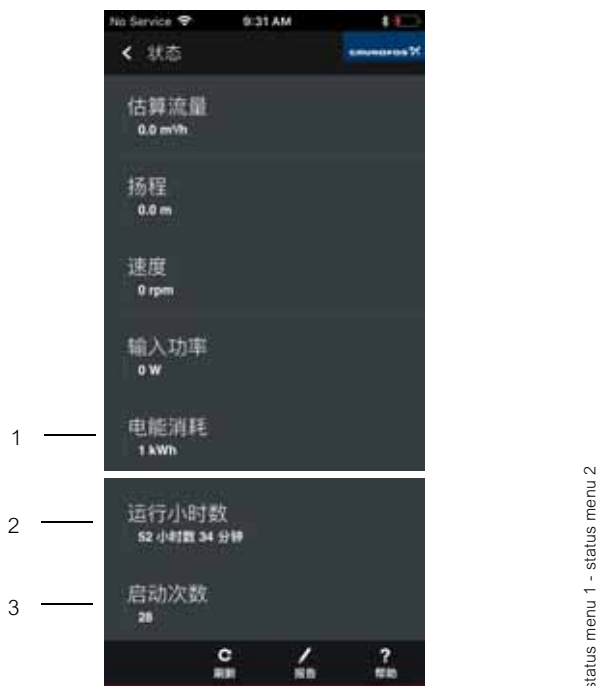 No Service 9:31 AM
状态
GRUNDFOS
估算流量
0.0 m³/h
扬程
0.0 m
速度
0 rpm
输入功率
0 W
1
电能消耗
1 kWh
2
运行小时数
52 小时数 34 分钟
3
启动次数
28
刷新 报告 帮助
status menu 1 - status menu 2